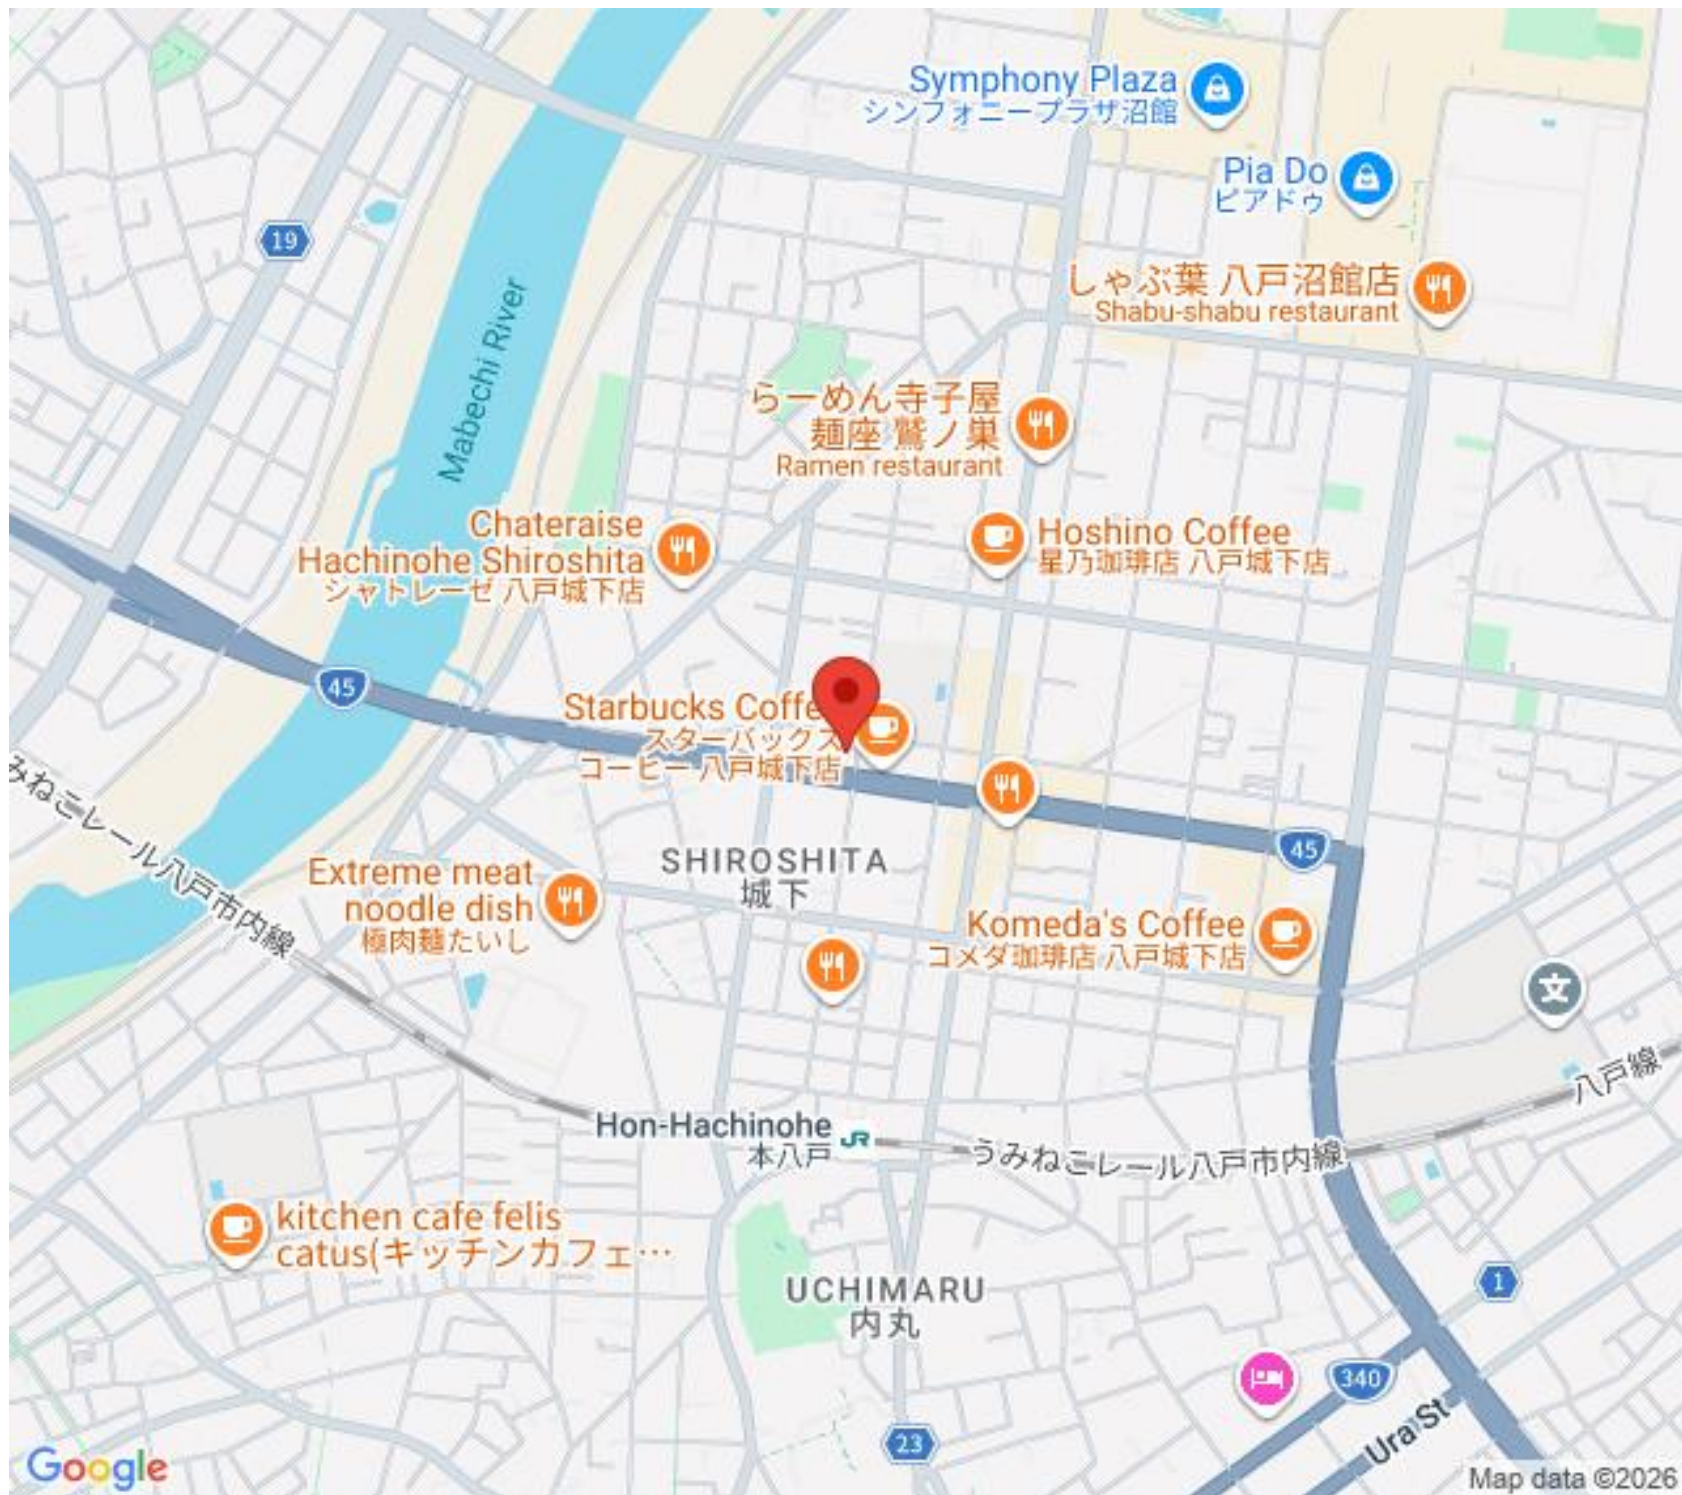 Symphony Plaza
シンフォニープラザ沼館
Pia Do
ピアドゥ
19
しゃぶ葉 八戸沼館店
Shabu-shabu restaurant
Mabechi River
らーめん寺子屋
麺座 鷲ノ巣
Ramen restaurant
Chateraise
Hachinohe Shiroshita
シャトレーゼ 八戸城下店
Hoshino Coffee
星乃珈琲店 八戸城下店
45
Starbucks Coffe
スターバックス
コーヒー 八戸城下店
45
みねこレール八戸市内線
SHIROSHITA
城下
Extreme meat
noodle dish
極肉麺たいし
Komeda's Coffee
コメダ珈琲店 八戸城下店
文
八戸線
Hon-Hachinohe
本八戸
JR
うみねこレール八戸市内線
kitchen cafe felis
catus(キッチンカフェ…
UCHIMARU
内丸
1
340
Ura St
23
Google
Map data ©2026